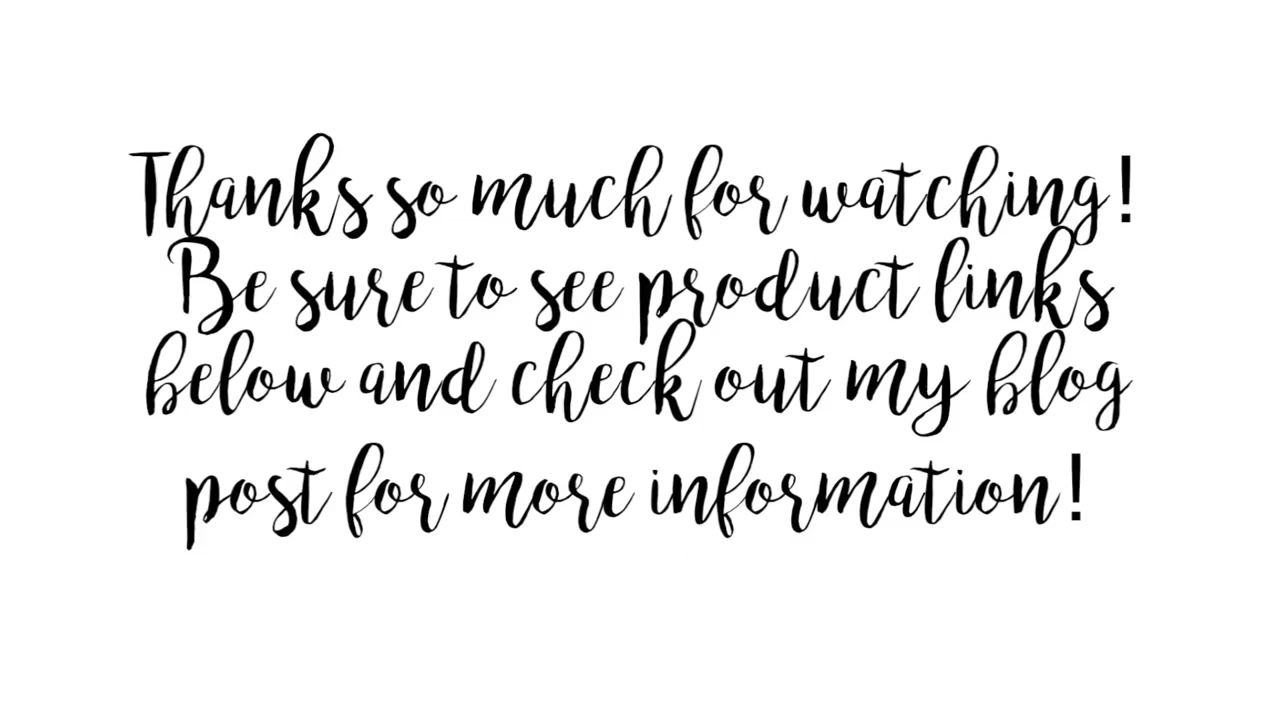 Thanks so much for watching!
Be sure to see product links
below and check out my blog
post for more information!